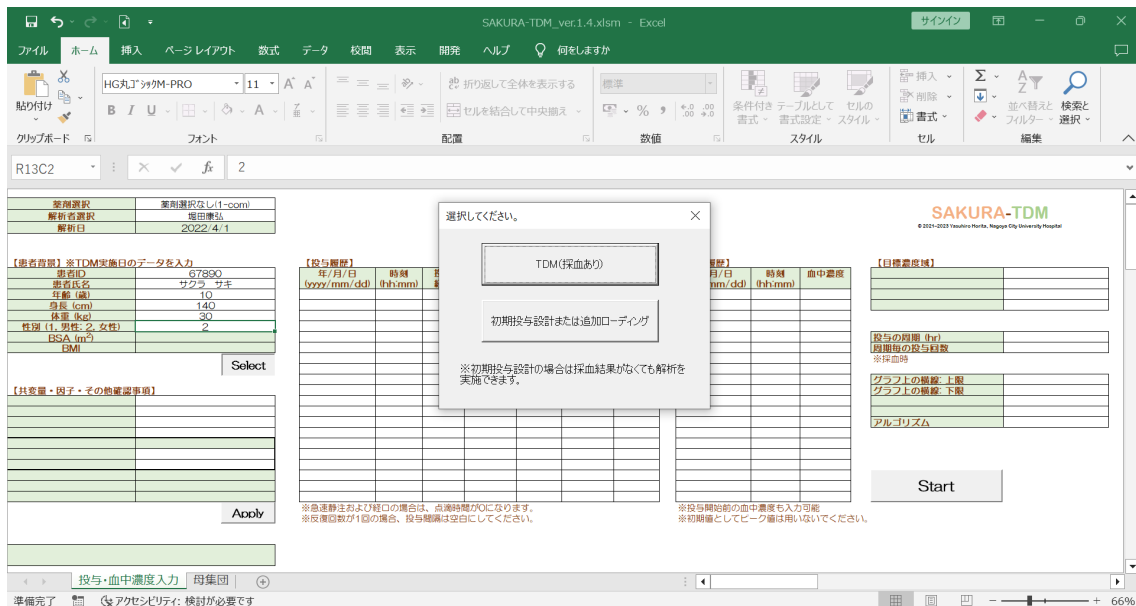 SAKURA-TDM_ver.1.4.xlsm - Excel
サインイン
ファイル ホーム 挿入 ページ レイアウト 数式 データ 校閲 表示 開発 ヘルプ 何をしますか
貼り付け
HG丸ｺﾞｼｯｸM-PRO 11
B I U
折り返して全体を表示する
セルを結合して中央揃え
標準
条件付き 書式
テーブルとして 書式設定
セルの スタイル
挿入
削除
書式
並べ替えと フィルター
検索と 選択
クリップボード フォント 配置 数値 スタイル セル 編集
R13C2 fx 2
薬剤選択 薬剤選択なし(1-com)
解析者選択 堀田康弘
解析日 2022/4/1
SAKURA-TDM
© 2021-2023 Yasuhiro Horita, Nagoya City University Hospital
【患者背景】※TDM実施日のデータを入力
患者ID 67890
患者氏名 サクラ サキ
年齢 (歳) 10
身長 (cm) 140
体重 (kg) 30
性別 (1, 男性: 2, 女性) 2
BSA (m²)
BMI
Select
【共変量・因子・その他確認事項】
Apply
【投与履歴】
年/月/日 時刻
(yyyy/mm/dd) (hh:mm)
選択してください。
TDM(採血あり)
初期投与設計または追加ローディング
※初期投与設計の場合は採血結果がなくても解析を
実施できます。
歴】
月/日 時刻 血中濃度
mm/dd) (hh:mm)
※急速静注および経口の場合は、点滴時間が0になります。
※反復回数が1回の場合、投与間隔は空白にしてください。
※投与開始前の血中濃度も入力可能
※初期値としてピーク値は用いないでください。
【目標濃度域】
投与の周期 (hr)
周期毎の投与回数
※採血時
グラフ上の横線: 上限
グラフ上の横線: 下限
アルゴリズム
Start
投与・血中濃度入力 母集団
準備完了 アクセシビリティ: 検討が必要です 66%